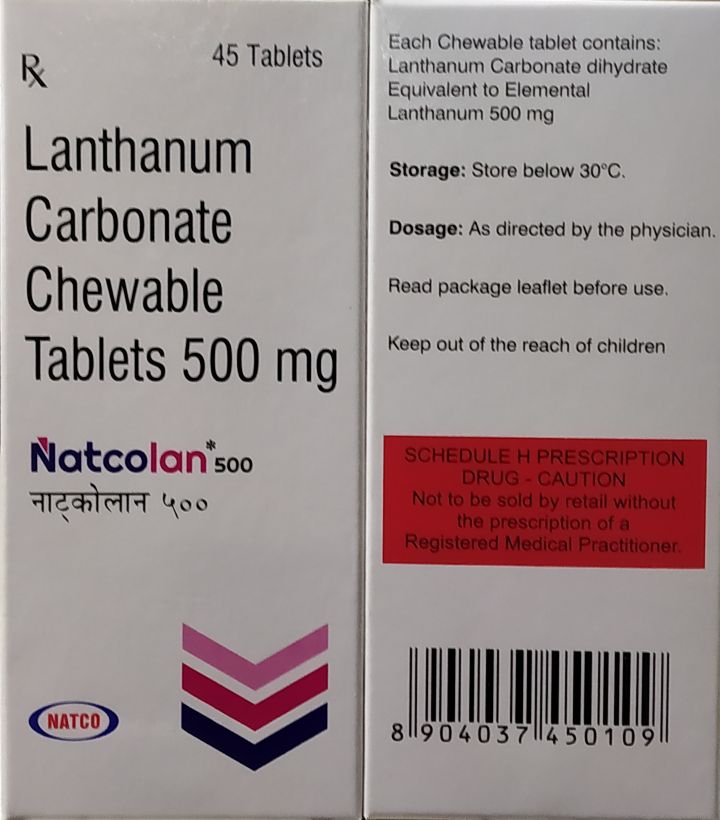 ℞
45 Tablets
Lanthanum
Carbonate
Chewable
Tablets 500 mg
Natcolan* 500
नाट्कोलान ५००
NATCO
Each Chewable tablet contains:
Lanthanum Carbonate dihydrate
Equivalent to Elemental
Lanthanum 500 mg
Storage: Store below 30°C.
Dosage: As directed by the physician.
Read package leaflet before use.
Keep out of the reach of children
SCHEDULE H PRESCRIPTION
DRUG - CAUTION
Not to be sold by retail without
the prescription of a
Registered Medical Practitioner.
8 904037 450109